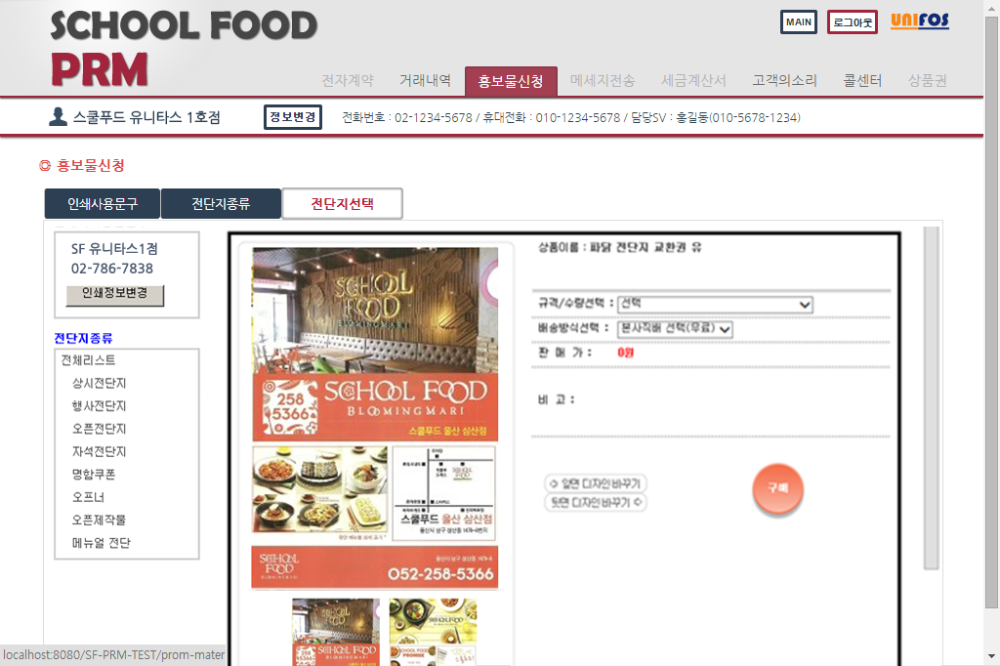 SCHOOL FOOD
PRM
MAIN
로그아웃
UNIFOS
전자계약
거래내역
홍보물신청
메세지전송
세금계산서
고객의소리
콜센터
상품권
스쿨푸드 유니타스 1호점
정보변경
전화번호 : 02-1234-5678 / 휴대전화 : 010-1234-5678 / 담당SV : 홍길동(010-5678-1234)
홍보물신청
인쇄사용문구
전단지종류
전단지선택
SF 유니타스1점
02-786-7838
인쇄정보변경
전단지종류
전체리스트
상시전단지
행사전단지
오픈전단지
자석전단지
명함쿠폰
오프너
오픈제작물
메뉴얼 전단
SCHOOL
FOOD
BLOOMINGMARI
258
5366
SCHOOL FOOD
BLOOMINGMARI
스쿨푸드 울산 삼산점
스쿨푸드 울산 삼산점
SCHOOL
FOOD
052-258-5366
상품이름 : 파닭 전단지 교환권 유
규격/수량선택 :
선택
배송방식선택 :
본사직배 선택(무료)
판 매 가 :
0원
비 고 :
앞면 디자인바꾸기
뒷면 디자인바꾸기
구매
SCHOOL
FOOD
SCHOOL FOOD
258
5366
SCHOOL FOOD
SCHOOL FOOD
PROMISE
localhost:8080/SF-PRM-TEST/prom-mater